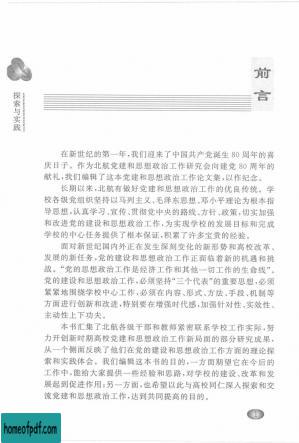 前言
探索与实践
在新世纪的第一年,我们迎来了中国共产党诞生 80 周年的喜
庆日子。作为北航党建和思想政治工作研究会向建党 80 周年的
献礼,我们编辑了这本党建和思想政治工作论文集,以作纪念。
长期以来,北航有做好党建和思想政治工作的优良传统。学
校各级党组织坚持以马列主义、毛泽东思想、邓小平理论为根本指
导思想,认真学习、宣传、贯彻党中央的路线、方针、政策,切实加强
和改进党的建设和思想政治工作,为实现学校的发展目标和完成
学校的中心任务提供了根本保证,积累了许多宝贵的经验。
面对新世纪国内外正在发生深刻变化的新形势和高校改革、
发展的新任务,党的建设和思想政治工作正面临着新的机遇和挑
战。“党的思想政治工作是经济工作和其他一切工作的生命线”。
党的建设和思想政治工作,必须坚持“三个代表”的重要思想,必须
紧紧地围绕学校中心工作,必须在内容、形式、方法、手段、机制等
方面进行创新和改进,特别要在增强时代感,加强针对性、实效性、
主动性上下功夫。
本书汇集了北航各级干部和教师紧密联系学校工作实际,努
力开创新时期高校党建和思想政治工作新局面的部分研究成果,
从一个侧面反映了他们在党的建设和思想政治工作方面的理论探
索和实践体会。我们编辑这本书的目的,一方面期望它在今后的工
作中,能给大家提供一些经验和思路,对学校的建设、改革和发
展起到促进作用;另一方面,也希望以此与高校同仁深入探索和交
流党建和思想政治工作,达到共同提高的目的。
homeofpdf.com